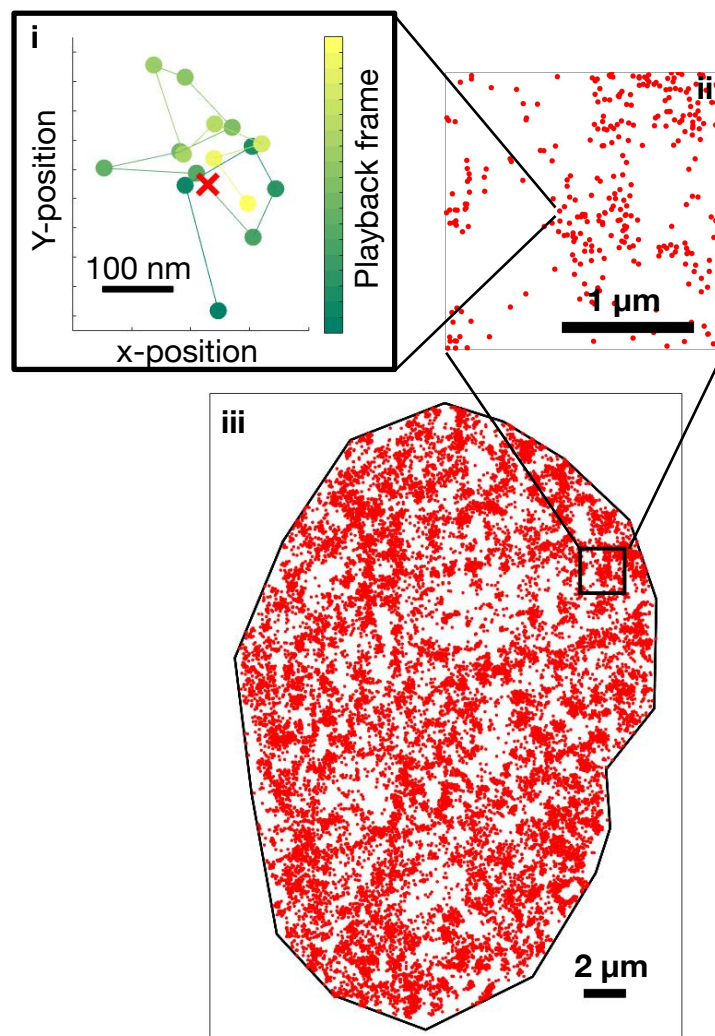 i
Y-position
100 nm
x-position
Playback frame
ii
1 μm
iii
2 μm